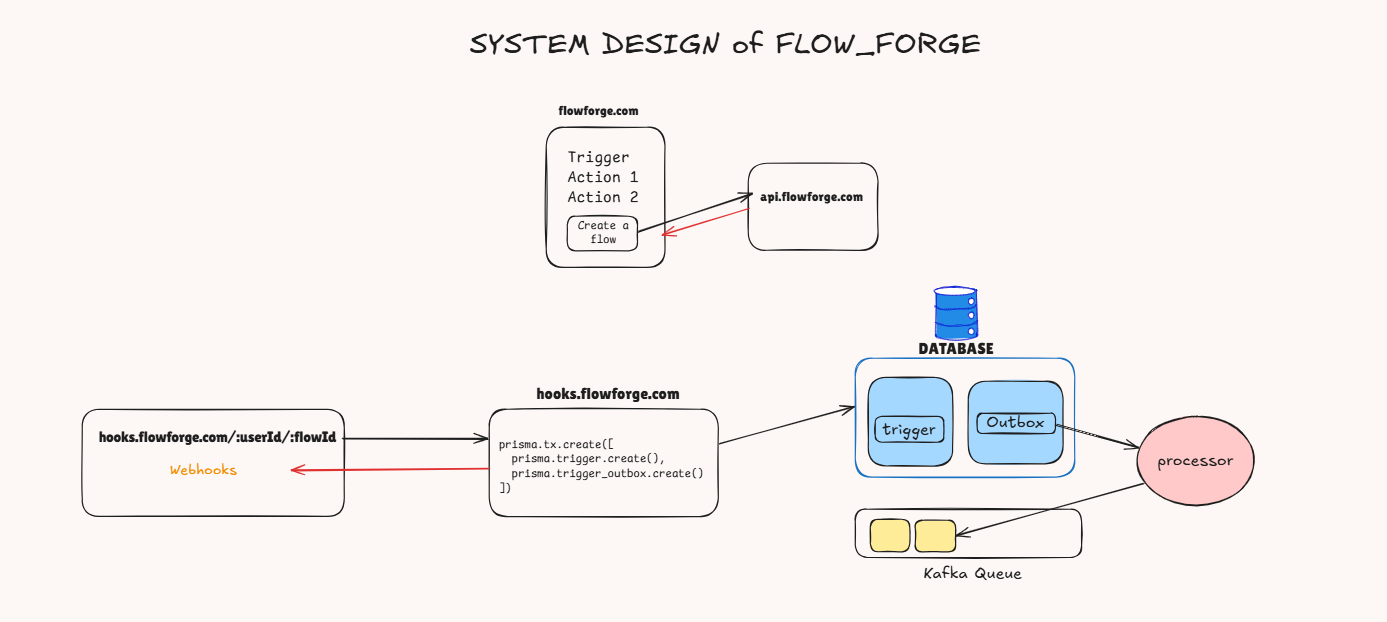 SYSTEM DESIGN of FLOW_FORGE
flowforge.com
Trigger
Action 1
Action 2
Create a
flow
api.flowforge.com
DATABASE
trigger
Outbox
processor
hooks.flowforge.com
hooks.flowforge.com/:userId/:flowId
Webhooks
prisma.tx.create([
  prisma.trigger.create(),
  prisma.trigger_outbox.create()
])
Kafka Queue